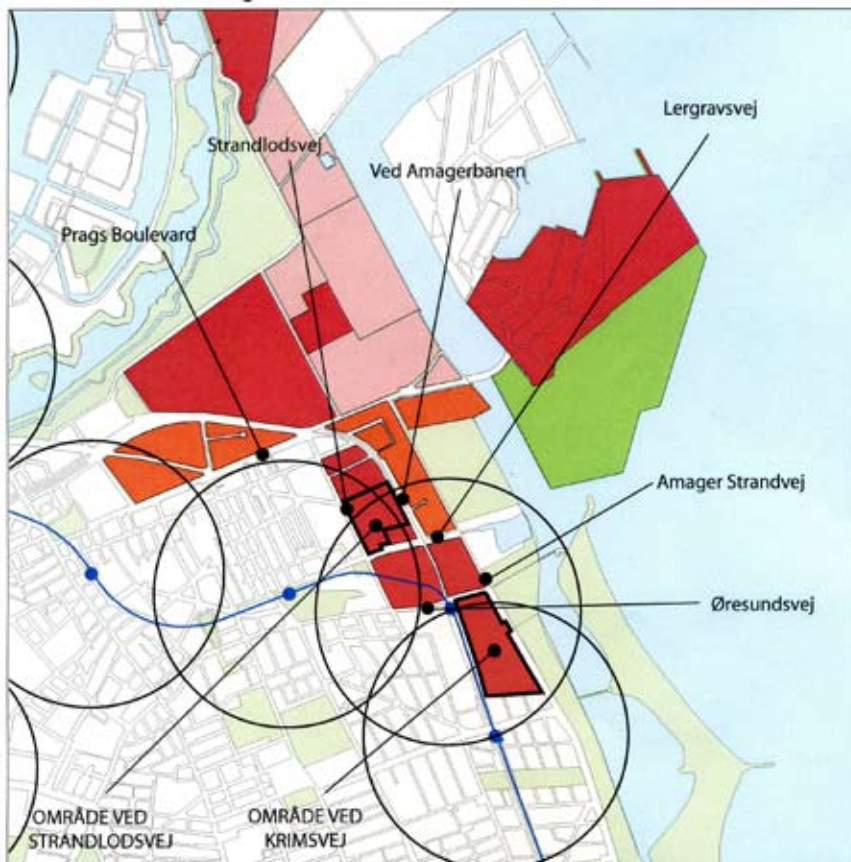 Lergravsvej
Strandlodsvej
Ved Amagerbanen
Prags Boulevard
Amager Strandvej
Øresundsvej
OMRÅDE VED
STRANDLODSVEJ
OMRÅDE VED
KRIMSVEJ